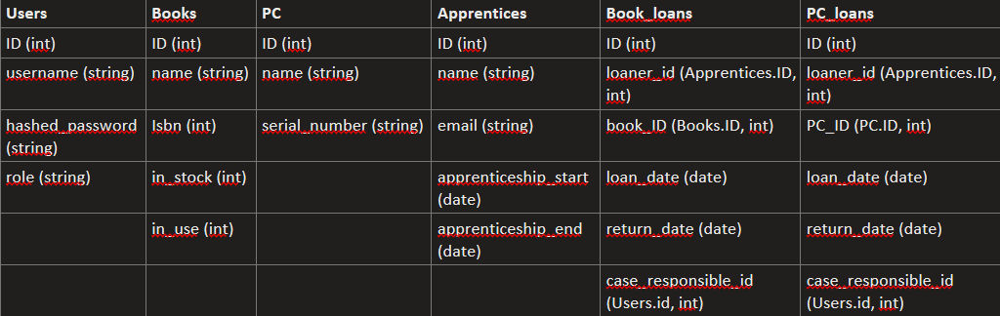 Users Books PC Apprentices Book_loans PC_loans
ID (int) ID (int) ID (int) ID (int) ID (int) ID (int)
username (string) name (string) name (string) name (string) loaner_id (Apprentices.ID, loaner_id (Apprentices.ID,
int) int)
hashed_password Isbn (int) serial_number (string) email (string) book_ID (Books.ID, int) PC_ID (PC.ID, int)
(string)
role (string) in_stock (int) apprenticeship_start loan_date (date) loan_date (date)
(date)
in_use (int) apprenticeship_end return_date (date) return_date (date)
(date)
case_responsible_id case_responsible_id
(Users.id, int) (Users.id, int)